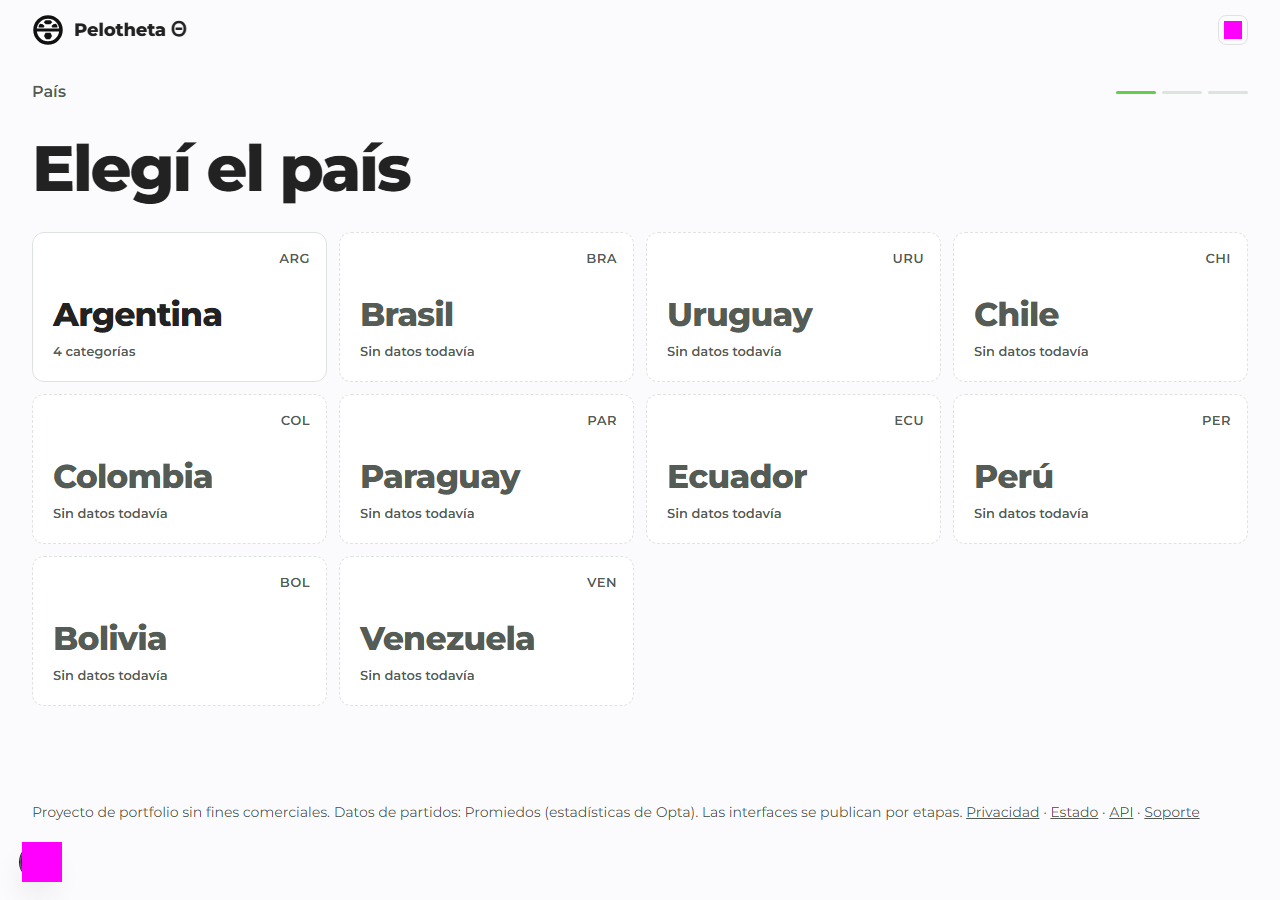 Pelotheta Θ
País
Elegí el país
ARG
Argentina
4 categorías
BRA
Brasil
Sin datos todavía
URU
Uruguay
Sin datos todavía
CHI
Chile
Sin datos todavía
COL
Colombia
Sin datos todavía
PAR
Paraguay
Sin datos todavía
ECU
Ecuador
Sin datos todavía
PER
Perú
Sin datos todavía
BOL
Bolivia
Sin datos todavía
VEN
Venezuela
Sin datos todavía
Proyecto de portfolio sin fines comerciales. Datos de partidos: Promiedos (estadísticas de Opta). Las interfaces se publican por etapas. Privacidad · Estado · API · Soporte